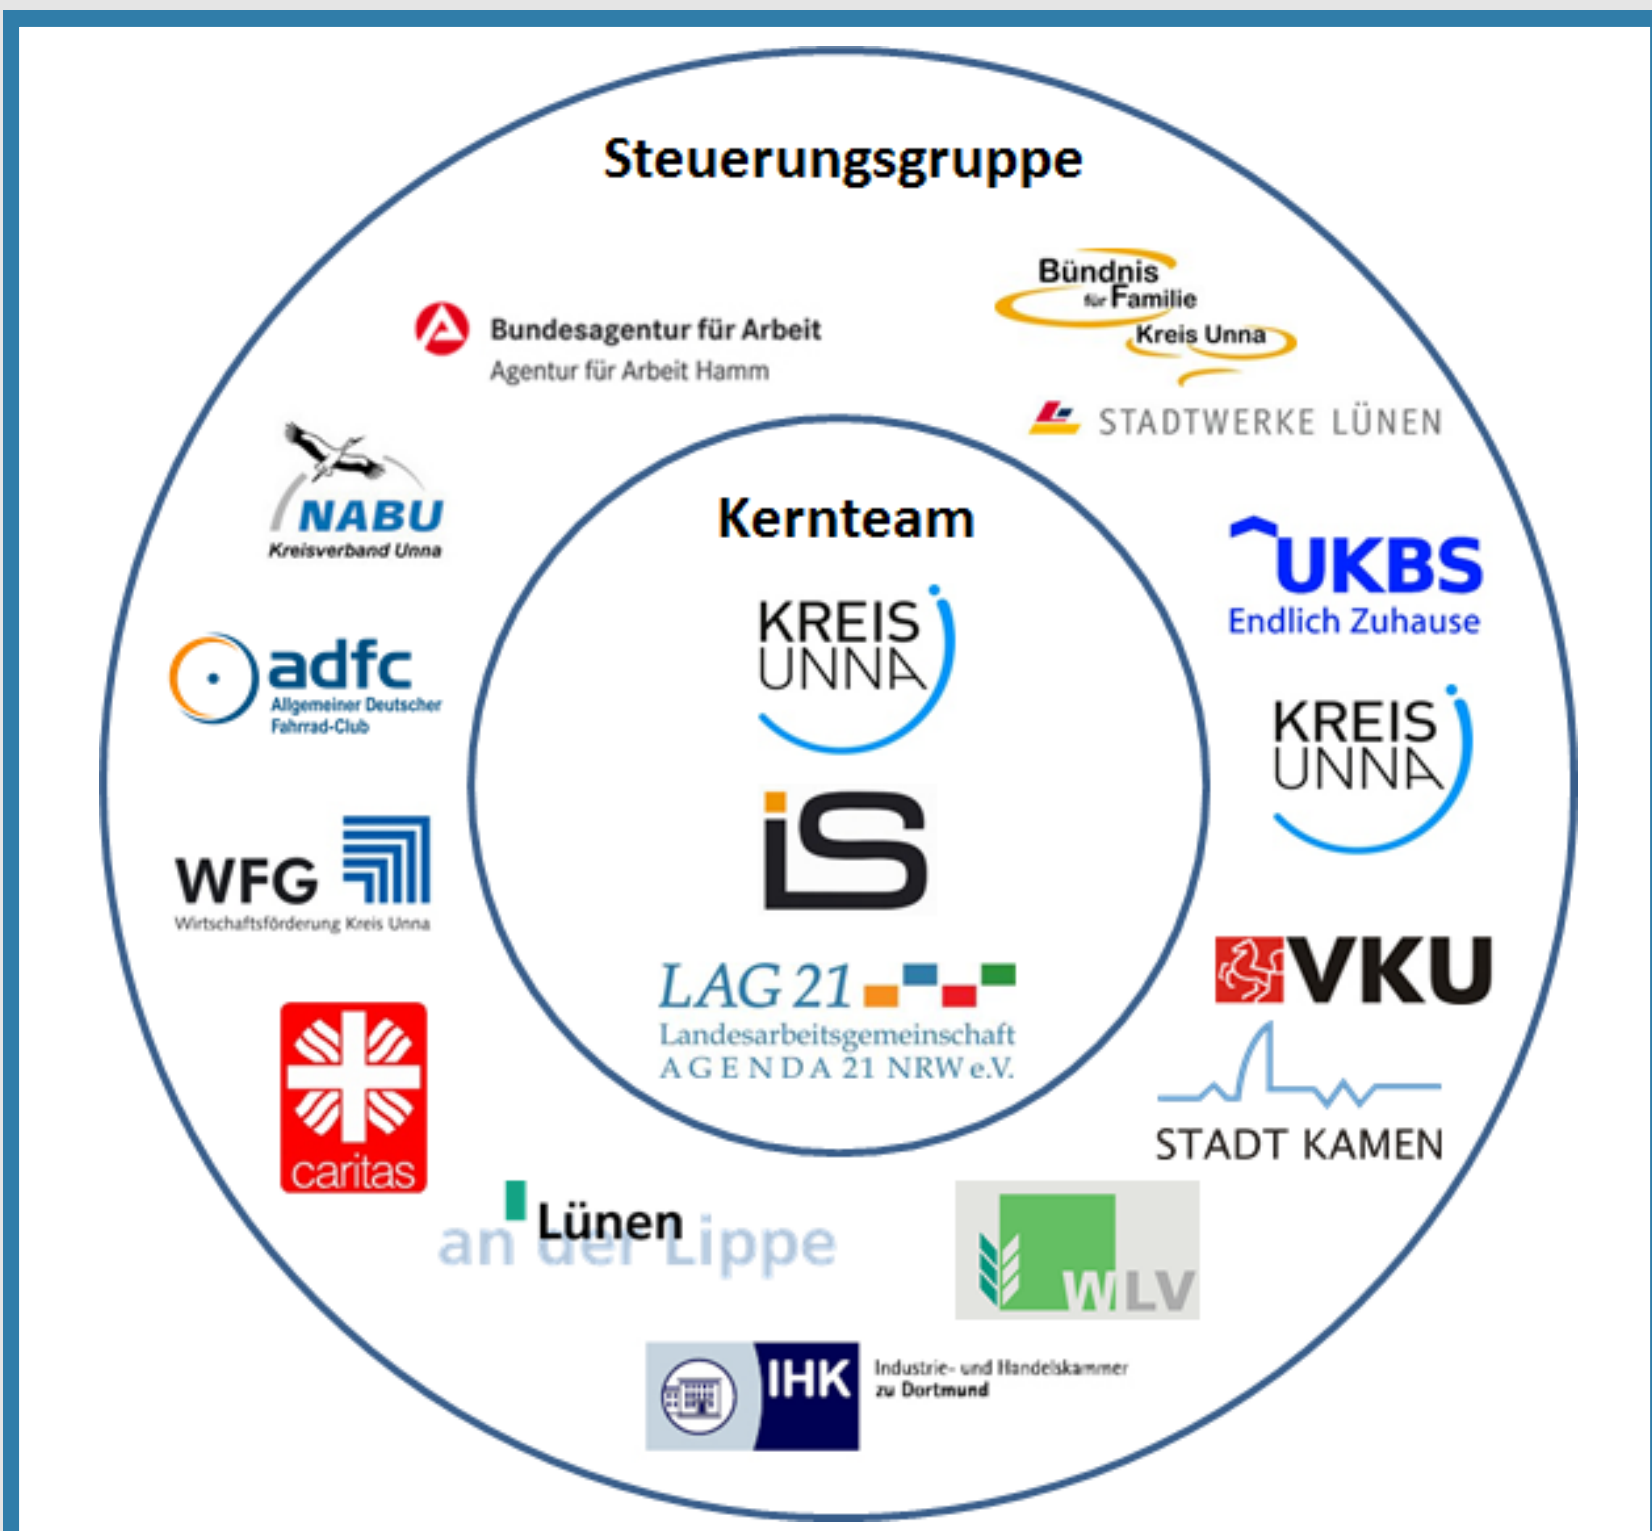 Steuerungsgruppe
Bündnis
für Familie
Kreis Unna
Bundesagentur für Arbeit
Agentur für Arbeit Hamm
STADTWERKE LÜNEN
NABU
Kreisverband Unna
Kernteam
UKBS
Endlich Zuhause
KREIS
UNNA
adfc
Allgemeiner Deutscher
Fahrrad-Club
KREIS
UNNA
iS
WFG
Wirtschaftsförderung Kreis Unna
VKU
LAG 21
Landesarbeitsgemeinschaft
AGENDA 21 NRW e.V.
STADT KAMEN
caritas
Lünen
an der Lippe
WLV
IHK
Industrie- und Handelskammer
zu Dortmund